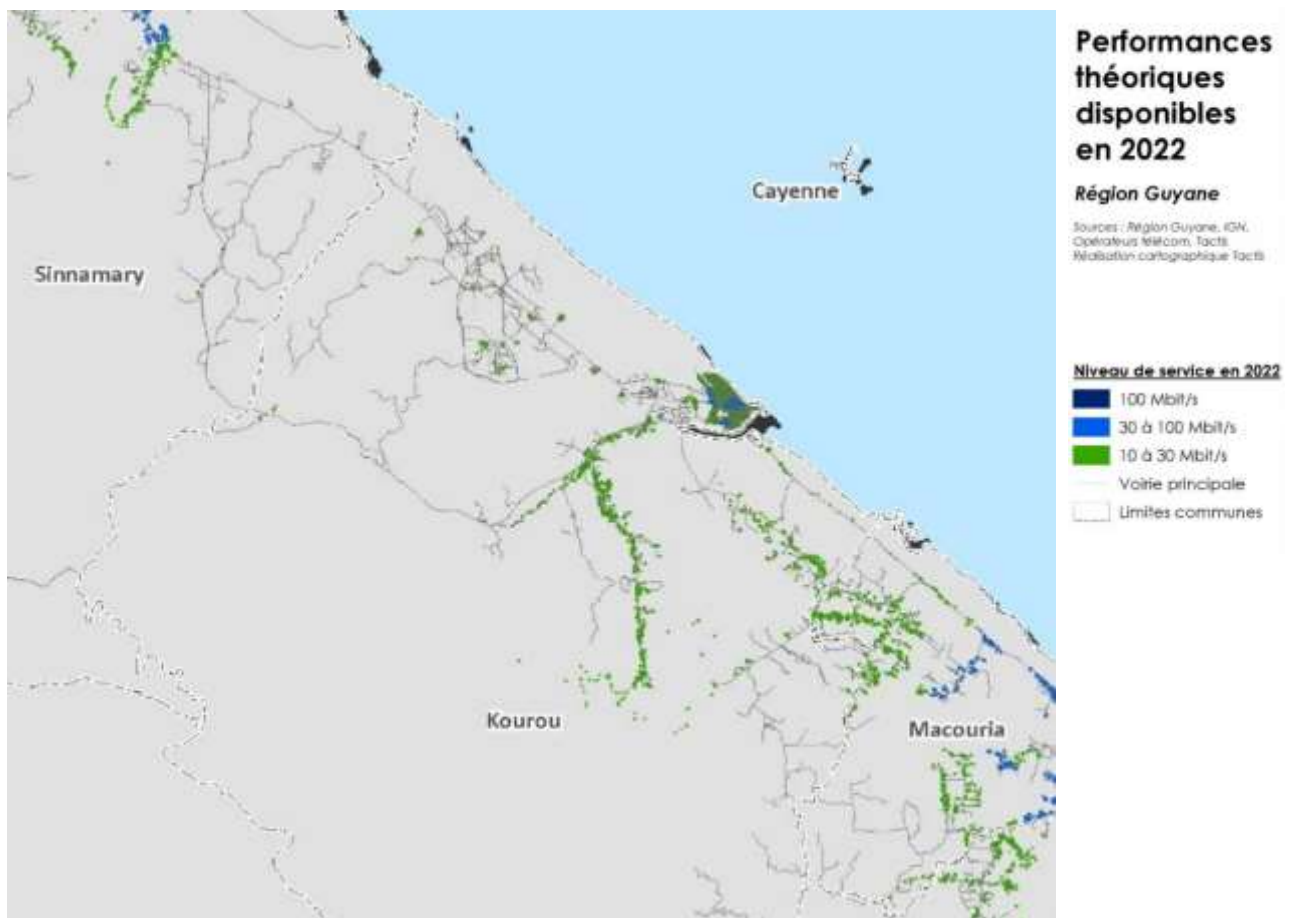 Performances
théoriques
disponibles
en 2022
Région Guyane
Sources : Région Guyane, IGN,
Opérateurs télécom, Tactis
Réalisation cartographique Tactis
Niveau de service en 2022
100 Mbit/s
30 à 100 Mbit/s
10 à 30 Mbit/s
Voirie principale
Limites communes
Cayenne
Sinnamary
Kourou
Macouria